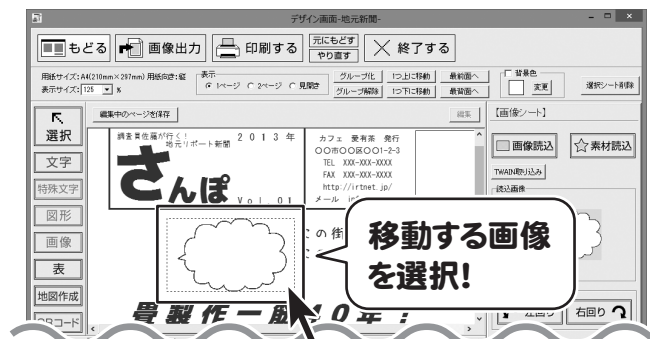 デザイン画面-地元新聞-
もどる
画像出力
印刷する
元にもどす
やり直す
終了する
用紙サイズ:A4(210mm×297mm) 用紙向き:縦
表示サイズ: 125 %
表示
1ページ 2ページ 見開き
グループ化 1つ上に移動 最前面へ
グループ解除 1つ下に移動 最背面へ
背景色
変更
選択シート削除
選択
文字
特殊文字
図形
画像
表
地図作成
QRコード
編集中のページを保存
編集
調査員佐藤が行く!
地元リポート新聞
2013年
さんぽ
Vol.01
カフェ 愛有茶 発行
○○市○○区○○1-2-3
TEL XXX-XXX-XXXX
FAX XXX-XXX-XXXX
http://irtnet.jp/
メール
の街
畳製作一筋40年!
移動する画像
を選択!
【画像シート】
画像読込
素材読込
TWAIN取り込み
読込画像
左回り
右回り